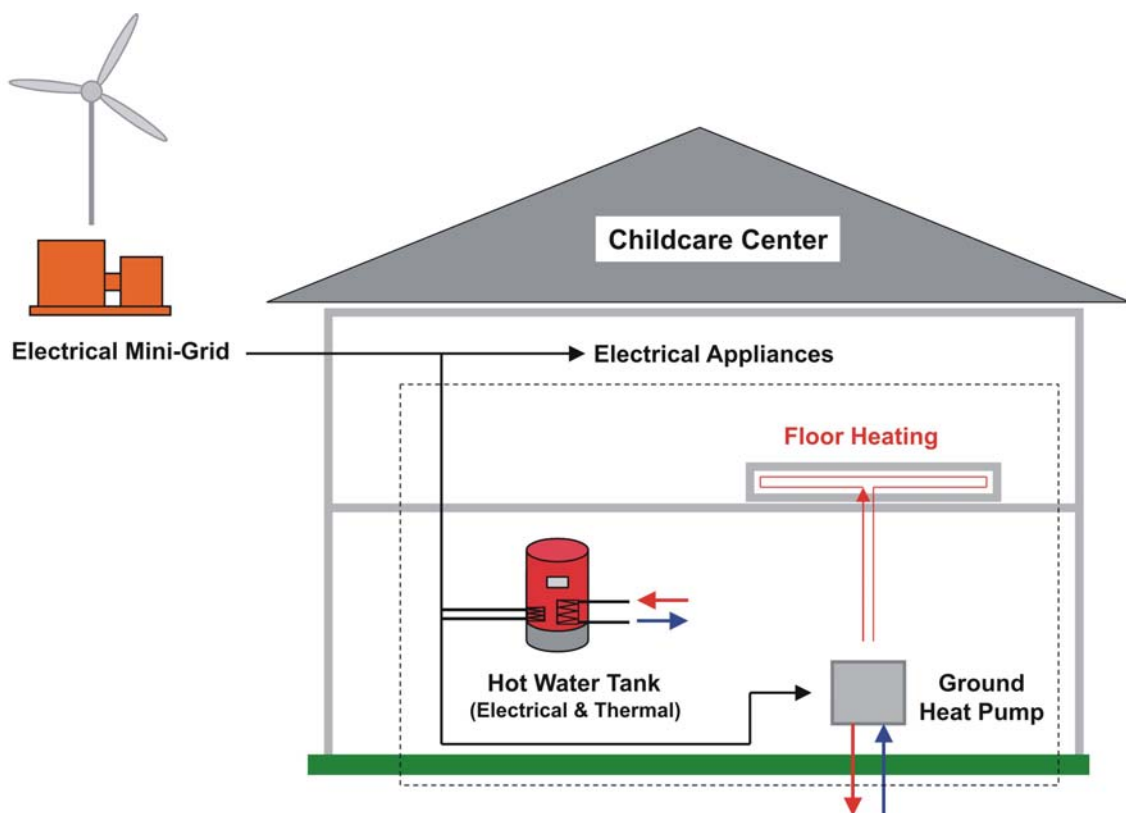 Childcare Center
Electrical Mini-Grid
Electrical Appliances
Floor Heating
Hot Water Tank
(Electrical & Thermal)
Ground
Heat Pump